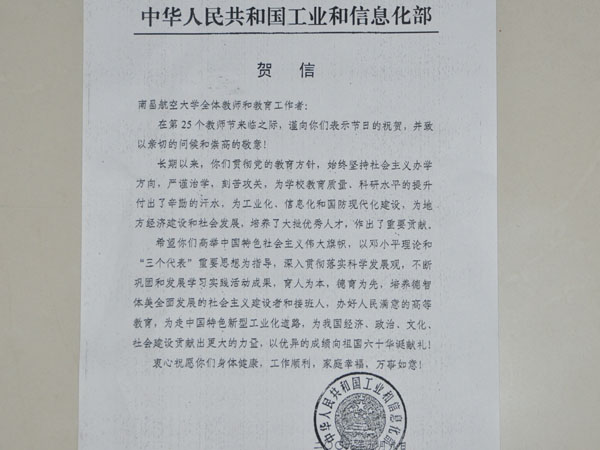 中华人民共和国工业和信息化部
贺 信
南昌航空大学全体教师和教育工作者：
在第25个教师节来临之际，谨向你们表示节日的祝贺，并致
以亲切的问候和崇高的敬意！
长期以来，你们贯彻党的教育方针，始终坚持社会主义办学
方向，严谨治学，刻苦攻关，为学校教育质量、科研水平的提升
付出了辛勤的汗水，为工业化、信息化和国防现代化建设，为地
方经济建设和社会发展，培养了大批优秀人才，作出了重要贡献。
希望你们高举中国特色社会主义伟大旗帜，以邓小平理论和
“三个代表”重要思想为指导，深入贯彻落实科学发展观，不断
巩固和发展学习实践活动成果，育人为本，德育为先，培养德智
体美全面发展的社会主义建设者和接班人，办好人民满意的高等
教育，为走中国特色新型工业化道路，为我国经济、政治、文化、
社会建设贡献出更大的力量，以优异的成绩向祖国六十华诞献礼！
衷心祝愿你们身体健康，工作顺利，家庭幸福，万事如意！
中华人民共和国工业和信息化部
二〇〇九年